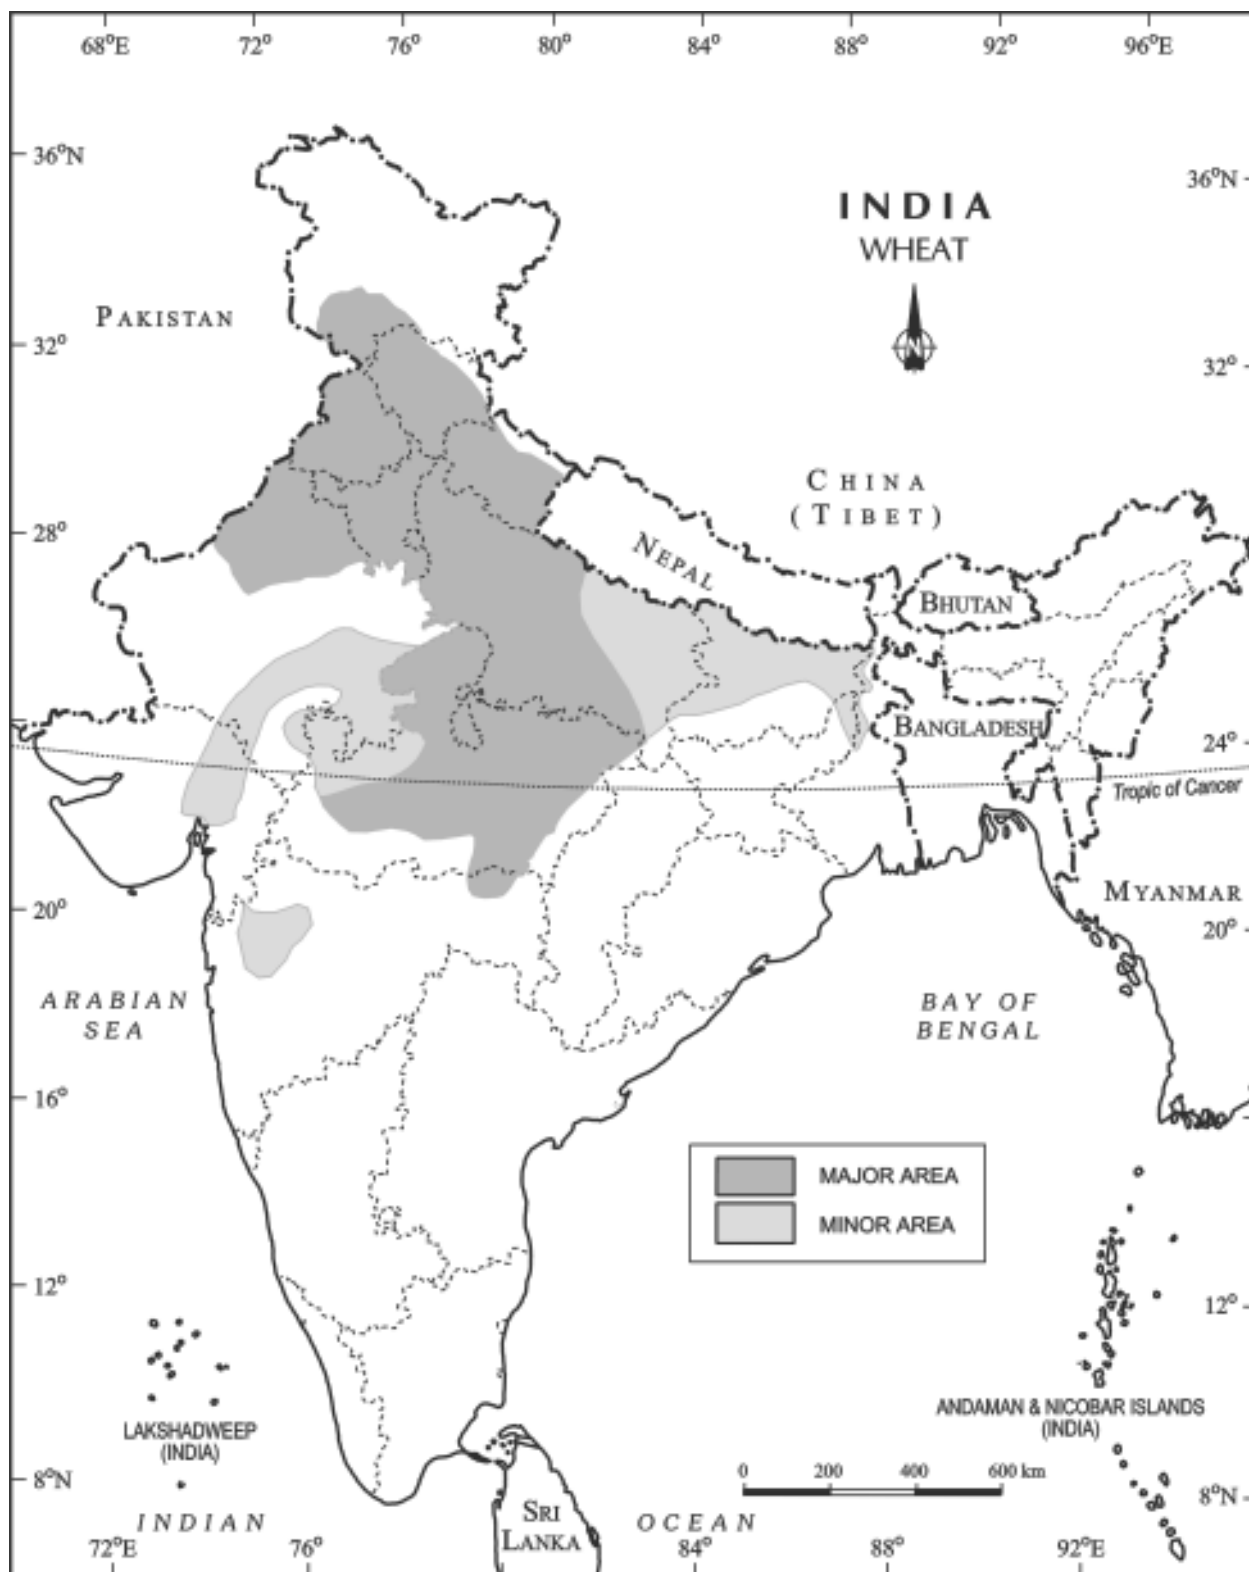 68°E 72° 76° 80° 84° 88° 92° 96°E
36°N
36°N
INDIA
WHEAT
N
PAKISTAN
32°
32°
CHINA
(TIBET)
28°
NEPAL
BHUTAN
BANGLADESH
24°
Tropic of Cancer
MYANMAR
20°
20°
ARABIAN
SEA
BAY OF
BENGAL
16°
MAJOR AREA
MINOR AREA
12°
12°
LAKSHADWEEP
(INDIA)
ANDAMAN & NICOBAR ISLANDS
(INDIA)
0 200 400 600 km
8°N
8°N
SRI
LANKA
INDIAN OCEAN
72°E 76° 84° 88° 92°E